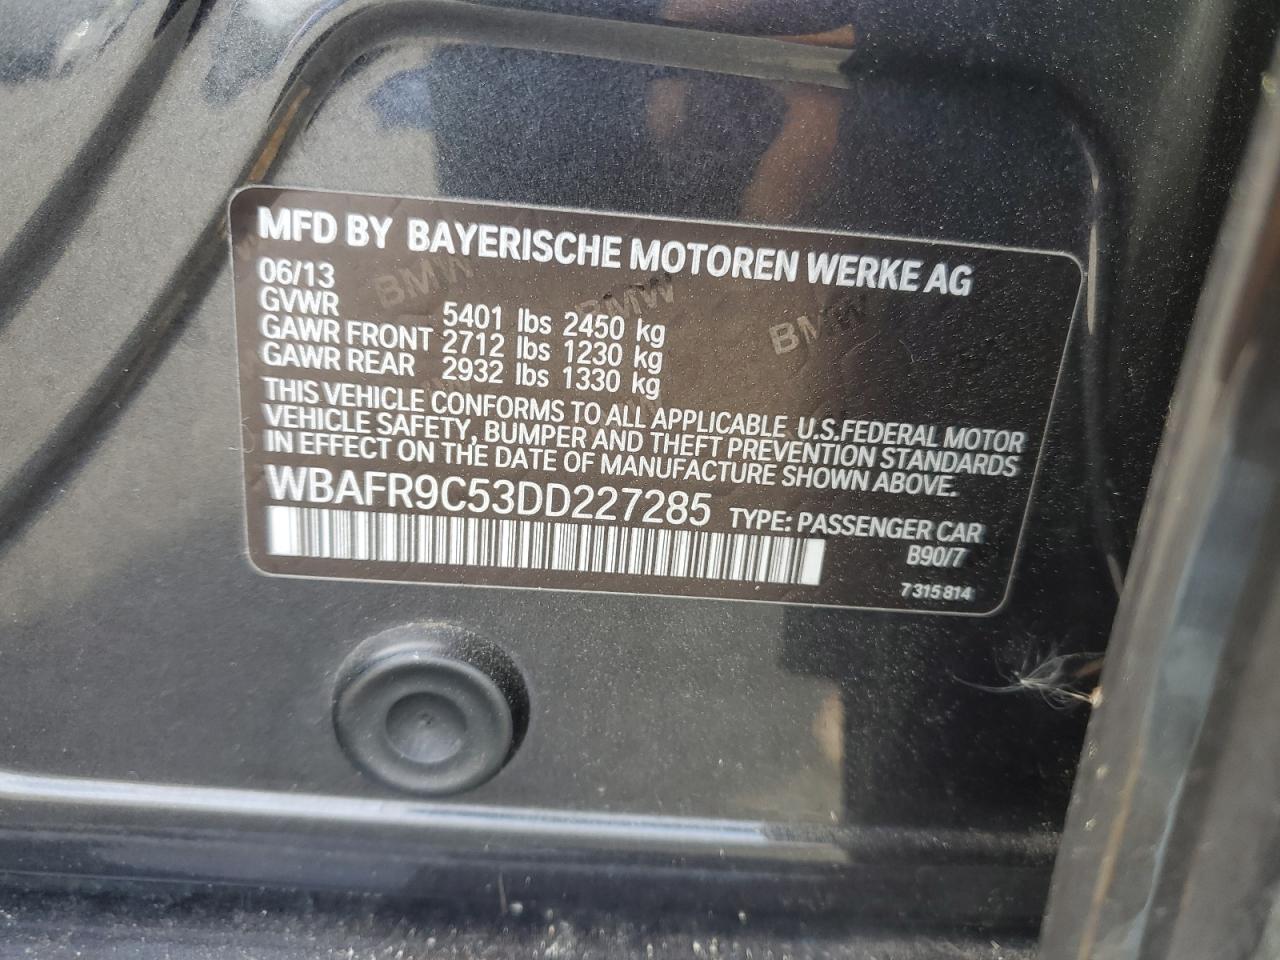 MFD BY BAYERISCHE MOTOREN WERKE AG
06/13
GVWR 5401 lbs 2450 kg
GAWR FRONT 2712 lbs 1230 kg
GAWR REAR 2932 lbs 1330 kg
THIS VEHICLE CONFORMS TO ALL APPLICABLE U.S.FEDERAL MOTOR
VEHICLE SAFETY, BUMPER AND THEFT PREVENTION STANDARDS
IN EFFECT ON THE DATE OF MANUFACTURE SHOWN ABOVE.
WBAFR9C53DD227285 TYPE: PASSENGER CAR
B90/7
7 315 814
BMW BMW BMW